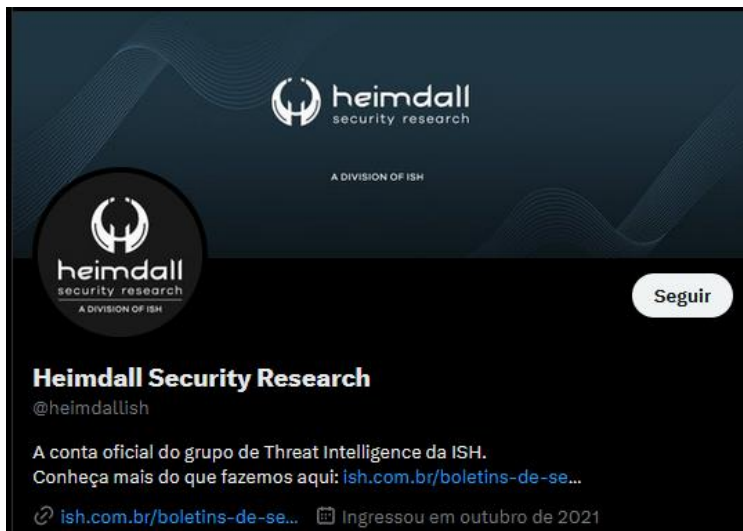 heimdall
security research
A DIVISION OF ISH
heimdall
security research
A DIVISION OF ISH
Seguir
Heimdall Security Research
@heimdallish
A conta oficial do grupo de Threat Intelligence da ISH.
Conheça mais do que fazemos aqui: ish.com.br/boletins-de-se...
ish.com.br/boletins-de-se... Ingressou em outubro de 2021